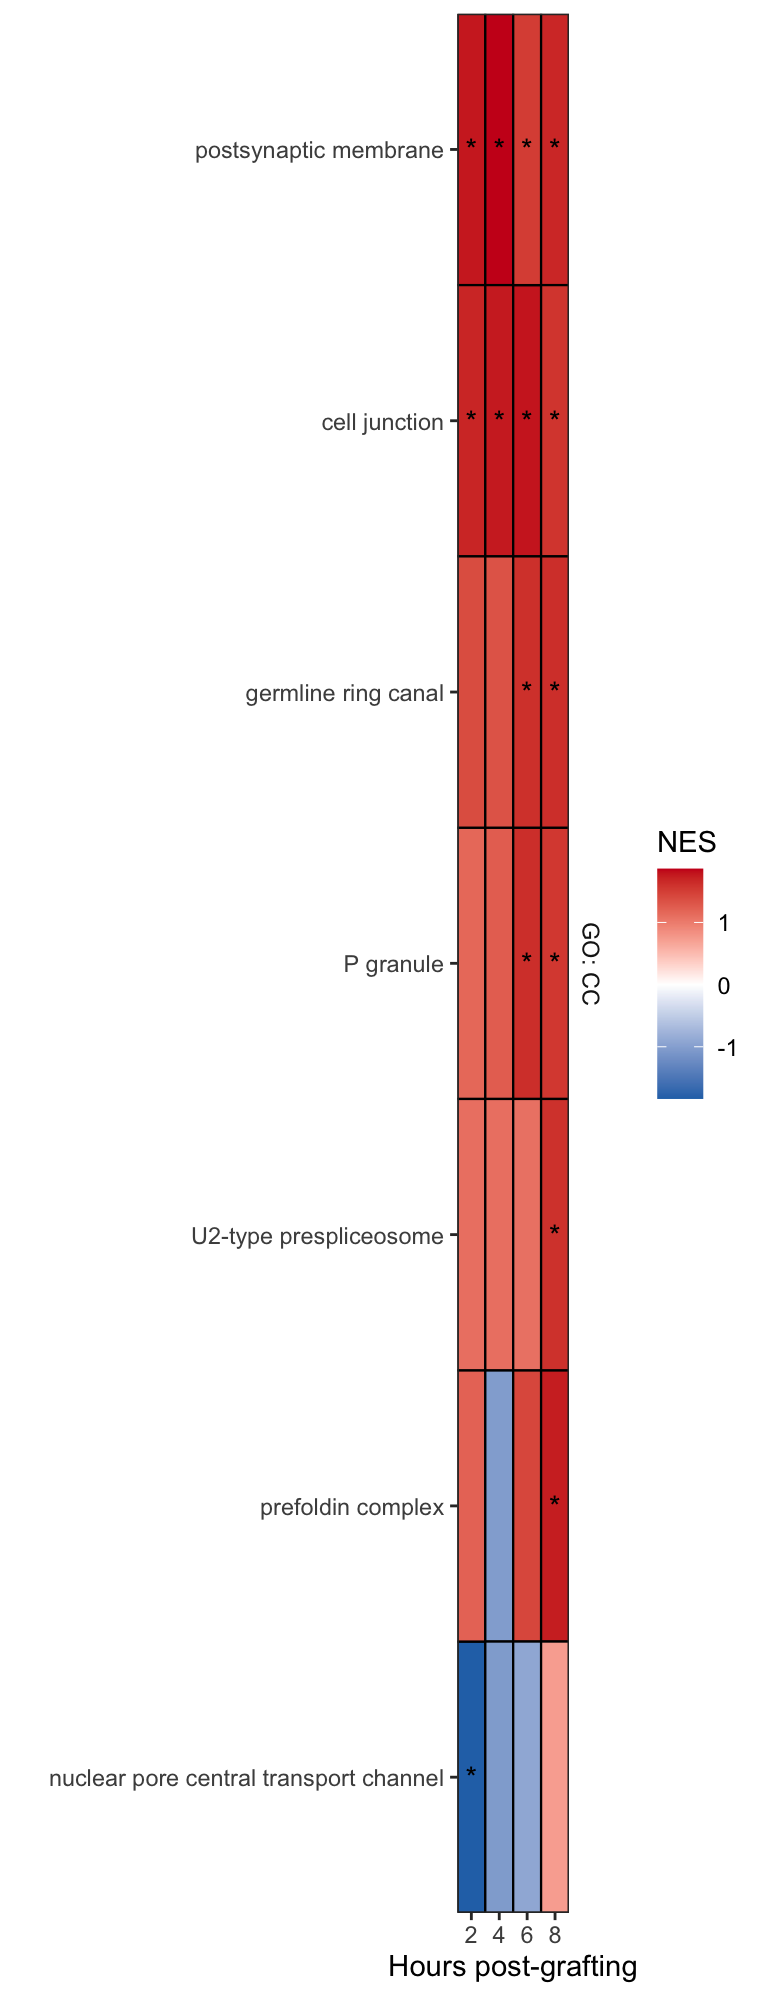 postsynaptic membrane
* * * *
cell junction
* * * *
germline ring canal
* *
P granule
* *
U2-type prespliceosome
*
prefoldin complex
*
nuclear pore central transport channel
*
2 4 6 8
Hours post-grafting
GO: CC
NES
1
0
-1